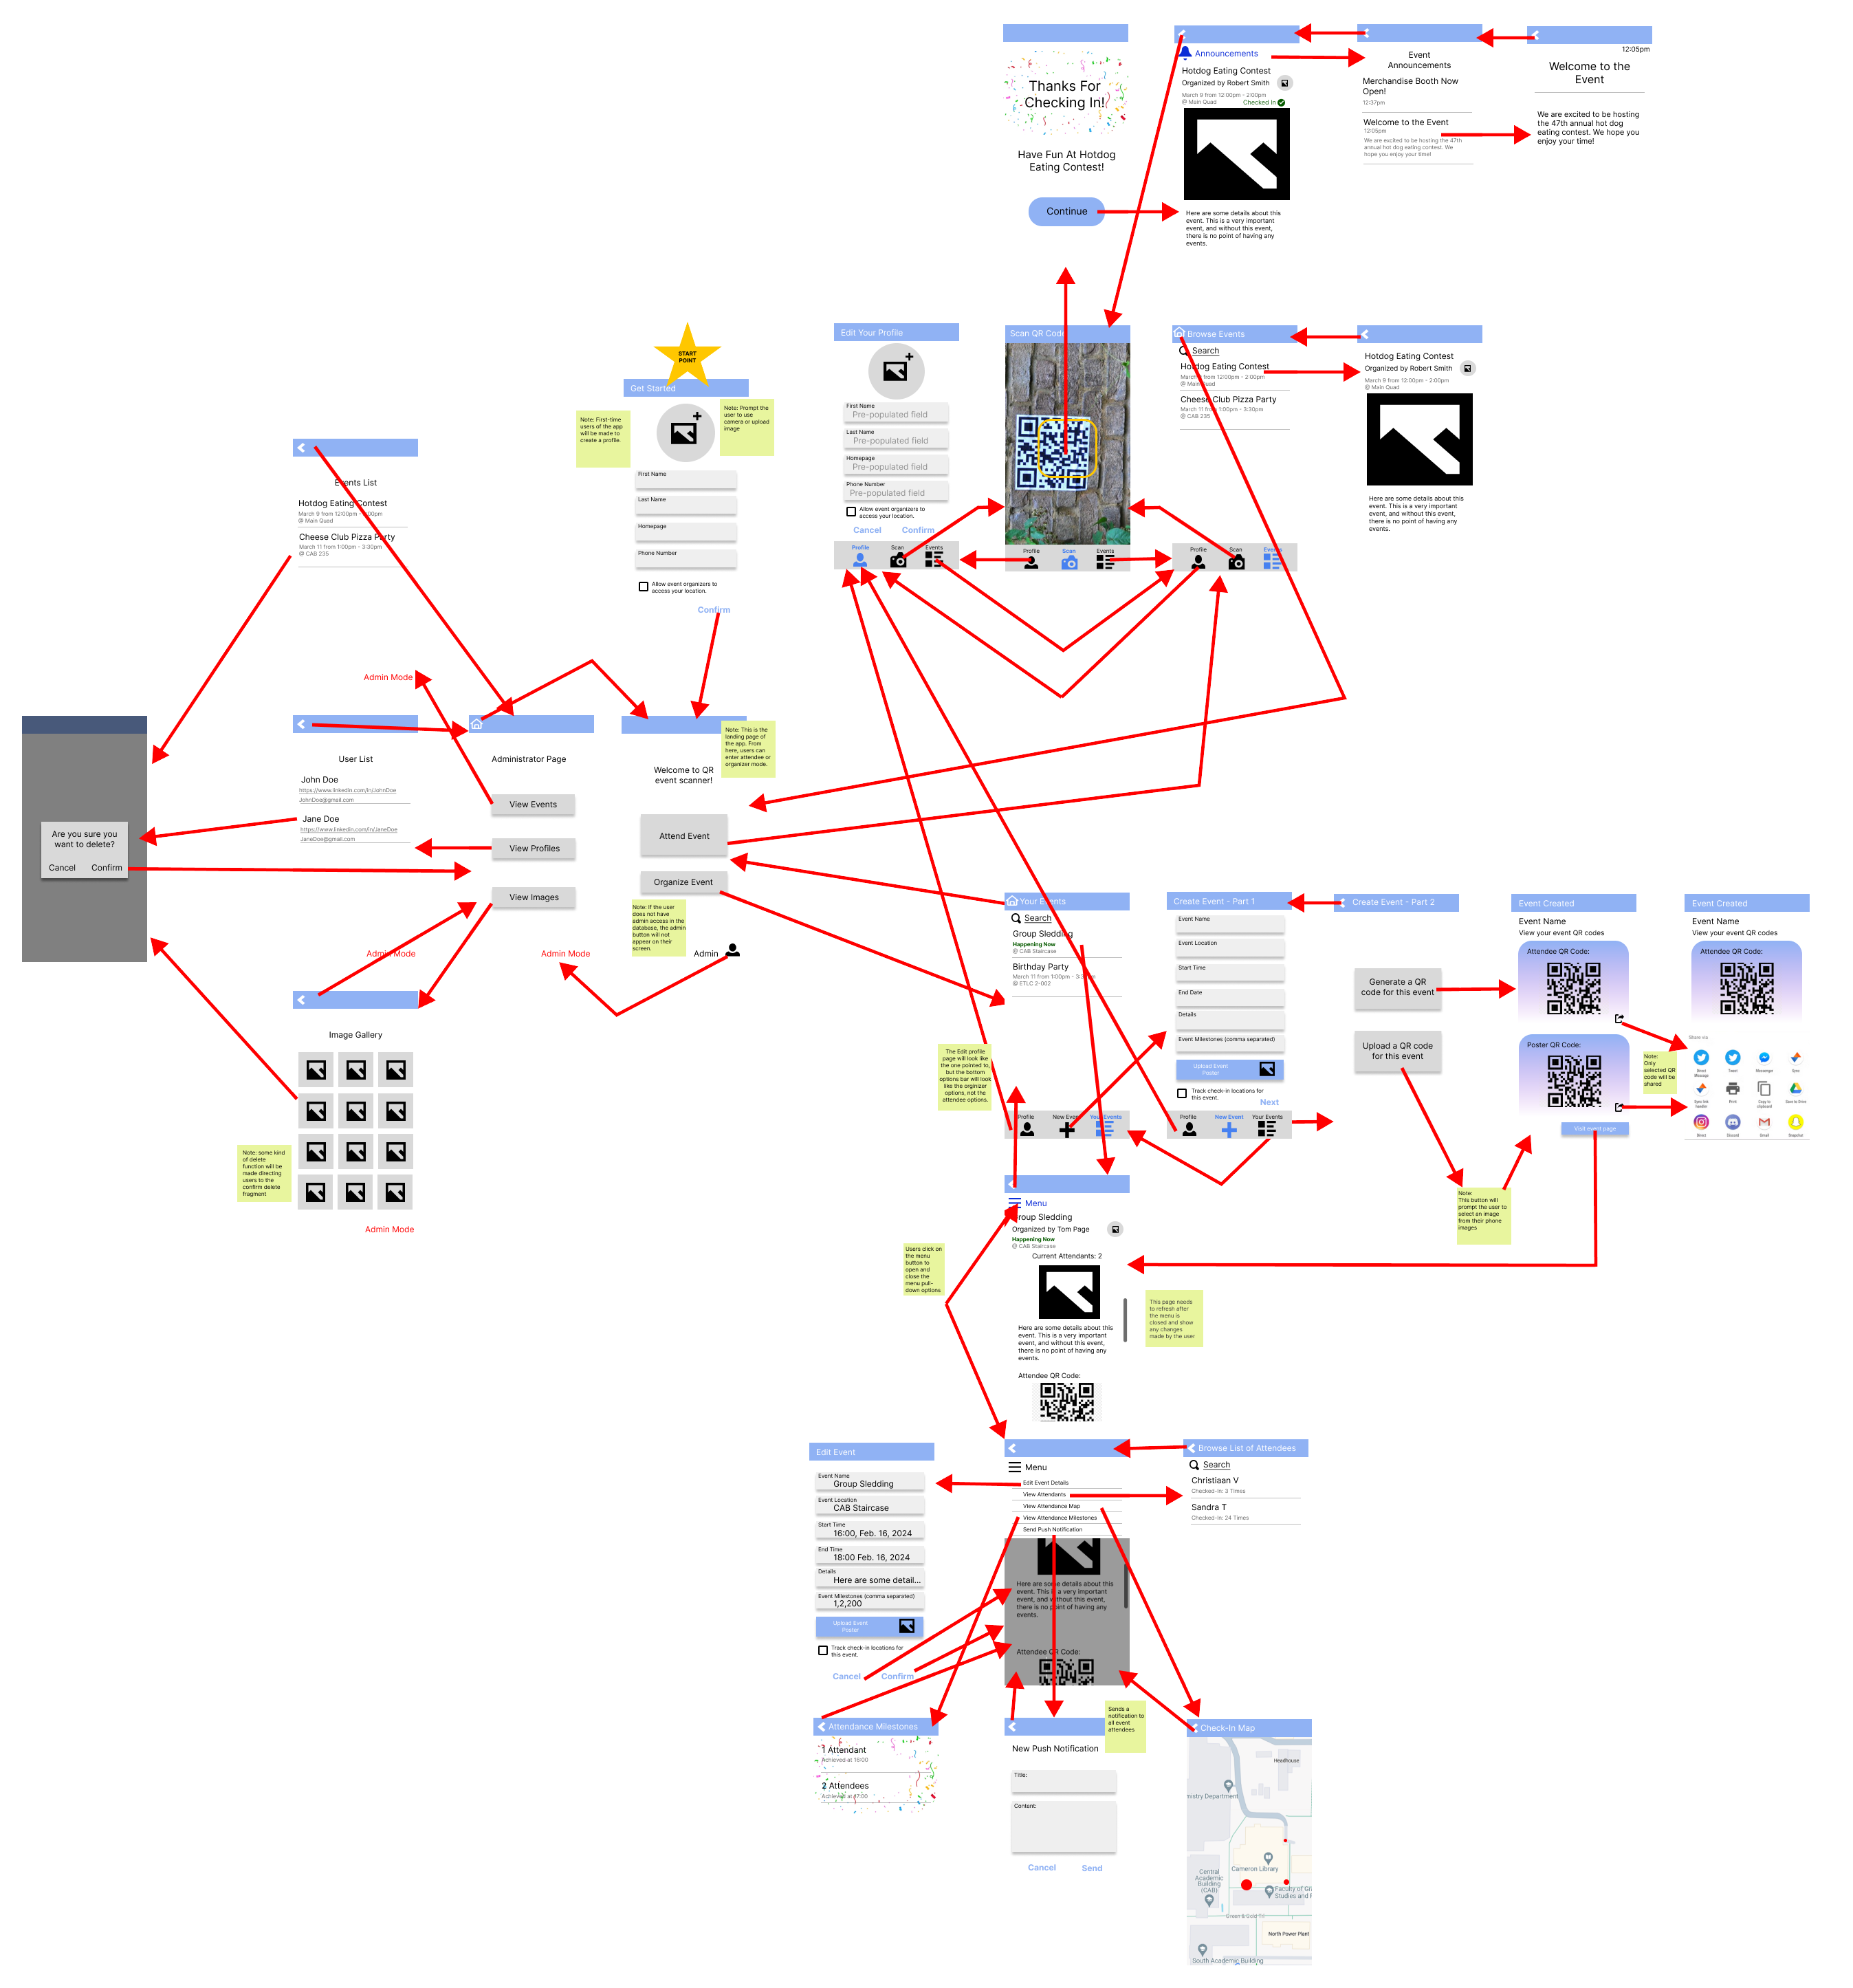 Thanks For
Checking In!
Have Fun At Hotdog
Eating Contest!
Continue
Announcements
Hotdog Eating Contest
Organized by Robert Smith
March 9 from 12:00pm - 2:00pm
@ Main Quad
Checked In
Here are some details about this
event. This is a very important
event, and without this event,
there is no point of having any
events.
Event
Announcements
Merchandise Booth Now
Open!
12:37pm
Welcome to the Event
12:05pm
We are excited to be hosting the 47th
annual hot dog eating contest. We
hope you enjoy your time!
12:05pm
Welcome to the
Event
We are excited to be hosting
the 47th annual hot dog
eating contest. We hope you
enjoy your time!
START
POINT
Get Started
Note: First-time
users of the app
will be made to
create a profile.
Note: Prompt the
user to use
camera or upload
image
First Name
Last Name
Homepage
Phone Number
Allow event organizers to
access your location.
Confirm
Edit Your Profile
First Name
Pre-populated field
Last Name
Pre-populated field
Homepage
Pre-populated field
Phone Number
Pre-populated field
Allow event organizers to
access your location.
Cancel
Confirm
Profile
Scan
Events
Scan QR Code
Profile
Scan
Events
Browse Events
Search
Hotdog Eating Contest
March 9 from 12:00pm - 2:00pm
@ Main Quad
Cheese Club Pizza Party
March 11 from 1:00pm - 3:30pm
@ CAB 235
Profile
Scan
Events
Hotdog Eating Contest
Organized by Robert Smith
March 9 from 12:00pm - 2:00pm
@ Main Quad
Here are some details about this
event. This is a very important
event, and without this event,
there is no point of having any
events.
Events List
Hotdog Eating Contest
March 9 from 12:00pm - 2:00pm
@ Main Quad
Cheese Club Pizza Party
March 11 from 1:00pm - 3:30pm
@ CAB 235
Admin Mode
Are you sure you
want to delete?
Cancel
Confirm
User List
John Doe
https://www.linkedin.com/in/JohnDoe
JohnDoe@gmail.com
Jane Doe
https://www.linkedin.com/in/JaneDoe
JaneDoe@gmail.com
Admin Mode
Administrator Page
View Events
View Profiles
View Images
Admin Mode
Note: This is the
landing page of
the app. From
here, users can
enter attendee or
organizer mode.
Welcome to QR
event scanner!
Attend Event
Organize Event
Note: If the user
does not have
admin access in the
database, the admin
button will not
appear on their
screen.
Admin
Image Gallery
Note: some kind
of delete
function will be
made directing
users to the
confirm delete
fragment
Admin Mode
Your Events
Search
Group Sledding
Happening Now
@ CAB Staircase
Birthday Party
March 11 from 1:00pm - 3:30pm
@ ETLC 2-002
The Edit profile
page will look like
the one pointed to,
but the bottom
options bar will look
like the orginizer
options, not the
attendee options.
Profile
New Event
Your Events
Create Event - Part 1
Event Name
Event Location
Start Time
End Date
Details
Event Milestones (comma separated)
Upload Event
Poster
Track check-in locations for
this event.
Next
Profile
New Event
Your Events
Create Event - Part 2
Generate a QR
code for this event
Upload a QR code
for this event
Note:
This button will
prompt the user to
select an image
from their phone
images
Event Created
Event Name
View your event QR codes
Attendee QR Code:
Poster QR Code:
Visit event page
Note:
Only
selected QR
code will be
shared
Event Created
Event Name
View your event QR codes
Attendee QR Code:
Share via
Direct
Message
Tweet
Messenger
Sync
Print
Copy to
clipboard
Save to Drive
Direct
Discord
Gmail
Snapchat
Menu
Group Sledding
Organized by Tom Page
Happening Now
@ CAB Staircase
Current Attendants: 2
Here are some details about this
event. This is a very important
event, and without this event,
there is no point of having any
events.
Attendee QR Code:
Users click on
the menu
button to
open and
close the
menu pull-
down options
This page needs
to refresh after
the menu is
closed and show
any changes
made by the user
Edit Event
Event Name
Group Sledding
Event Location
CAB Staircase
Start Time
16:00, Feb. 16, 2024
End Time
18:00 Feb. 16, 2024
Details
Here are some detail...
Event Milestones (comma separated)
1,2,200
Upload Event
Poster
Track check-in locations for
this event.
Cancel
Confirm
Menu
Edit Event Details
View Attendants
View Attendance Map
View Attendance Milestones
Send Push Notification
Here are some details about this
event. This is a very important
event, and without this event,
there is no point of having any
events.
Attendee QR Code:
Browse List of Attendees
Search
Christiaan V
Checked-In: 3 Times
Sandra T
Checked-In: 24 Times
Attendance Milestones
1 Attendant
Achieved at 16:00
2 Attendees
Achieved at 17:00
Sends a
notification to
all event
attendees
New Push Notification
Title:
Content:
Cancel
Send
Check-In Map
Headhouse
mistry Department
Cameron Library
Central
Academic
Building
(CAB)
Faculty of Gr
Studies and
Green & Gold Trl
North Power Plant
South Academic Building